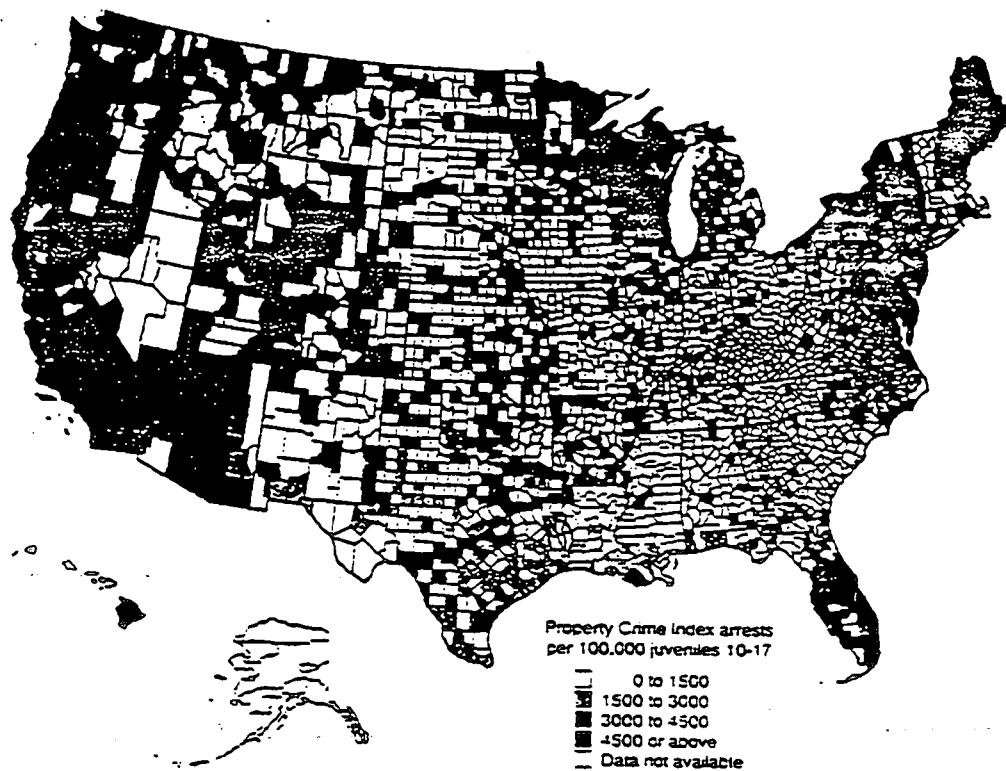 Property Crime Index arrests
per 100,000 juveniles 10-17
0 to 1500
1500 to 3000
3000 to 4500
4500 or above
Data not available